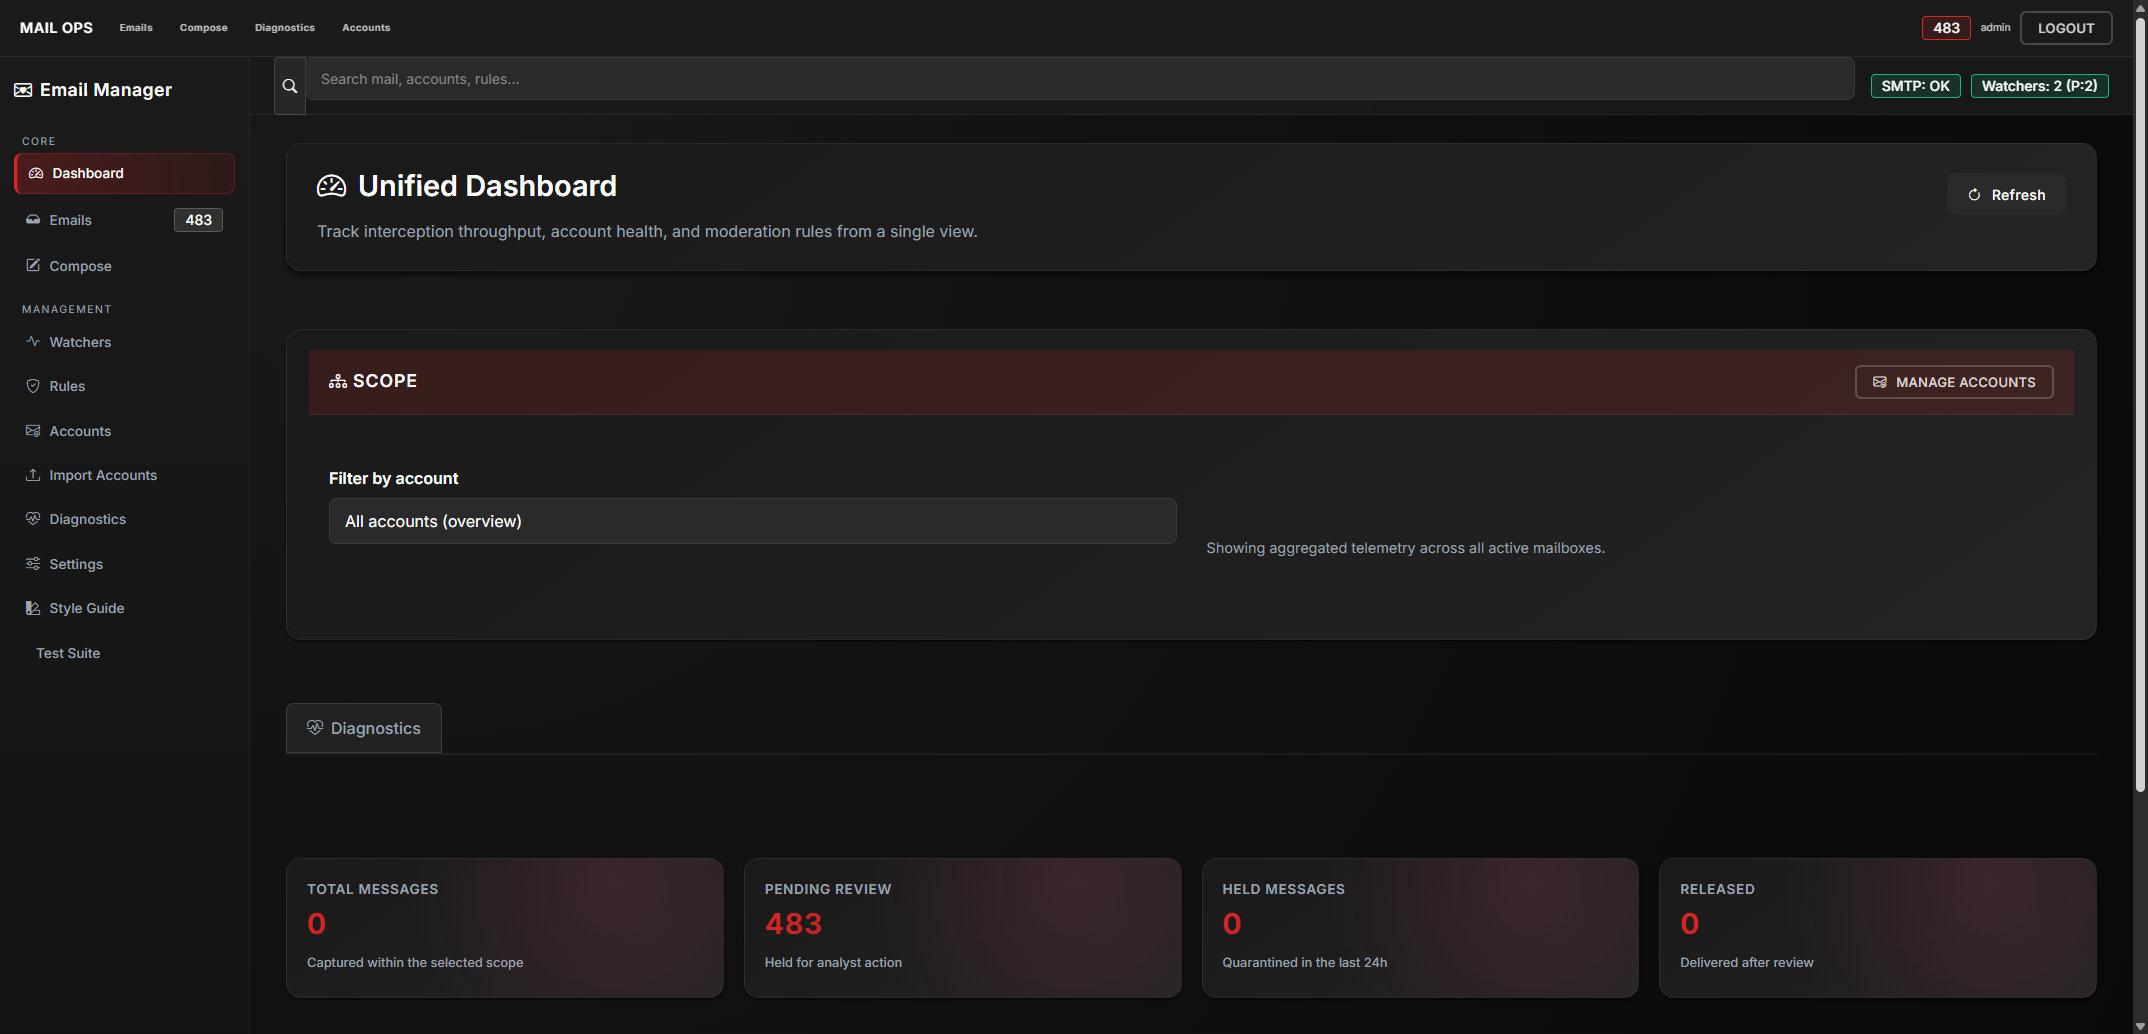 MAIL OPS Emails Compose Diagnostics Accounts 483 admin LOGOUT
Email Manager
Search mail, accounts, rules...
SMTP: OK Watchers: 2 (P:2)
CORE
Dashboard
Emails 483
Compose
MANAGEMENT
Watchers
Rules
Accounts
Import Accounts
Diagnostics
Settings
Style Guide
Test Suite
Unified Dashboard
Track interception throughput, account health, and moderation rules from a single view.
Refresh
SCOPE
MANAGE ACCOUNTS
Filter by account
All accounts (overview)
Showing aggregated telemetry across all active mailboxes.
Diagnostics
TOTAL MESSAGES
0
Captured within the selected scope
PENDING REVIEW
483
Held for analyst action
HELD MESSAGES
0
Quarantined in the last 24h
RELEASED
0
Delivered after review